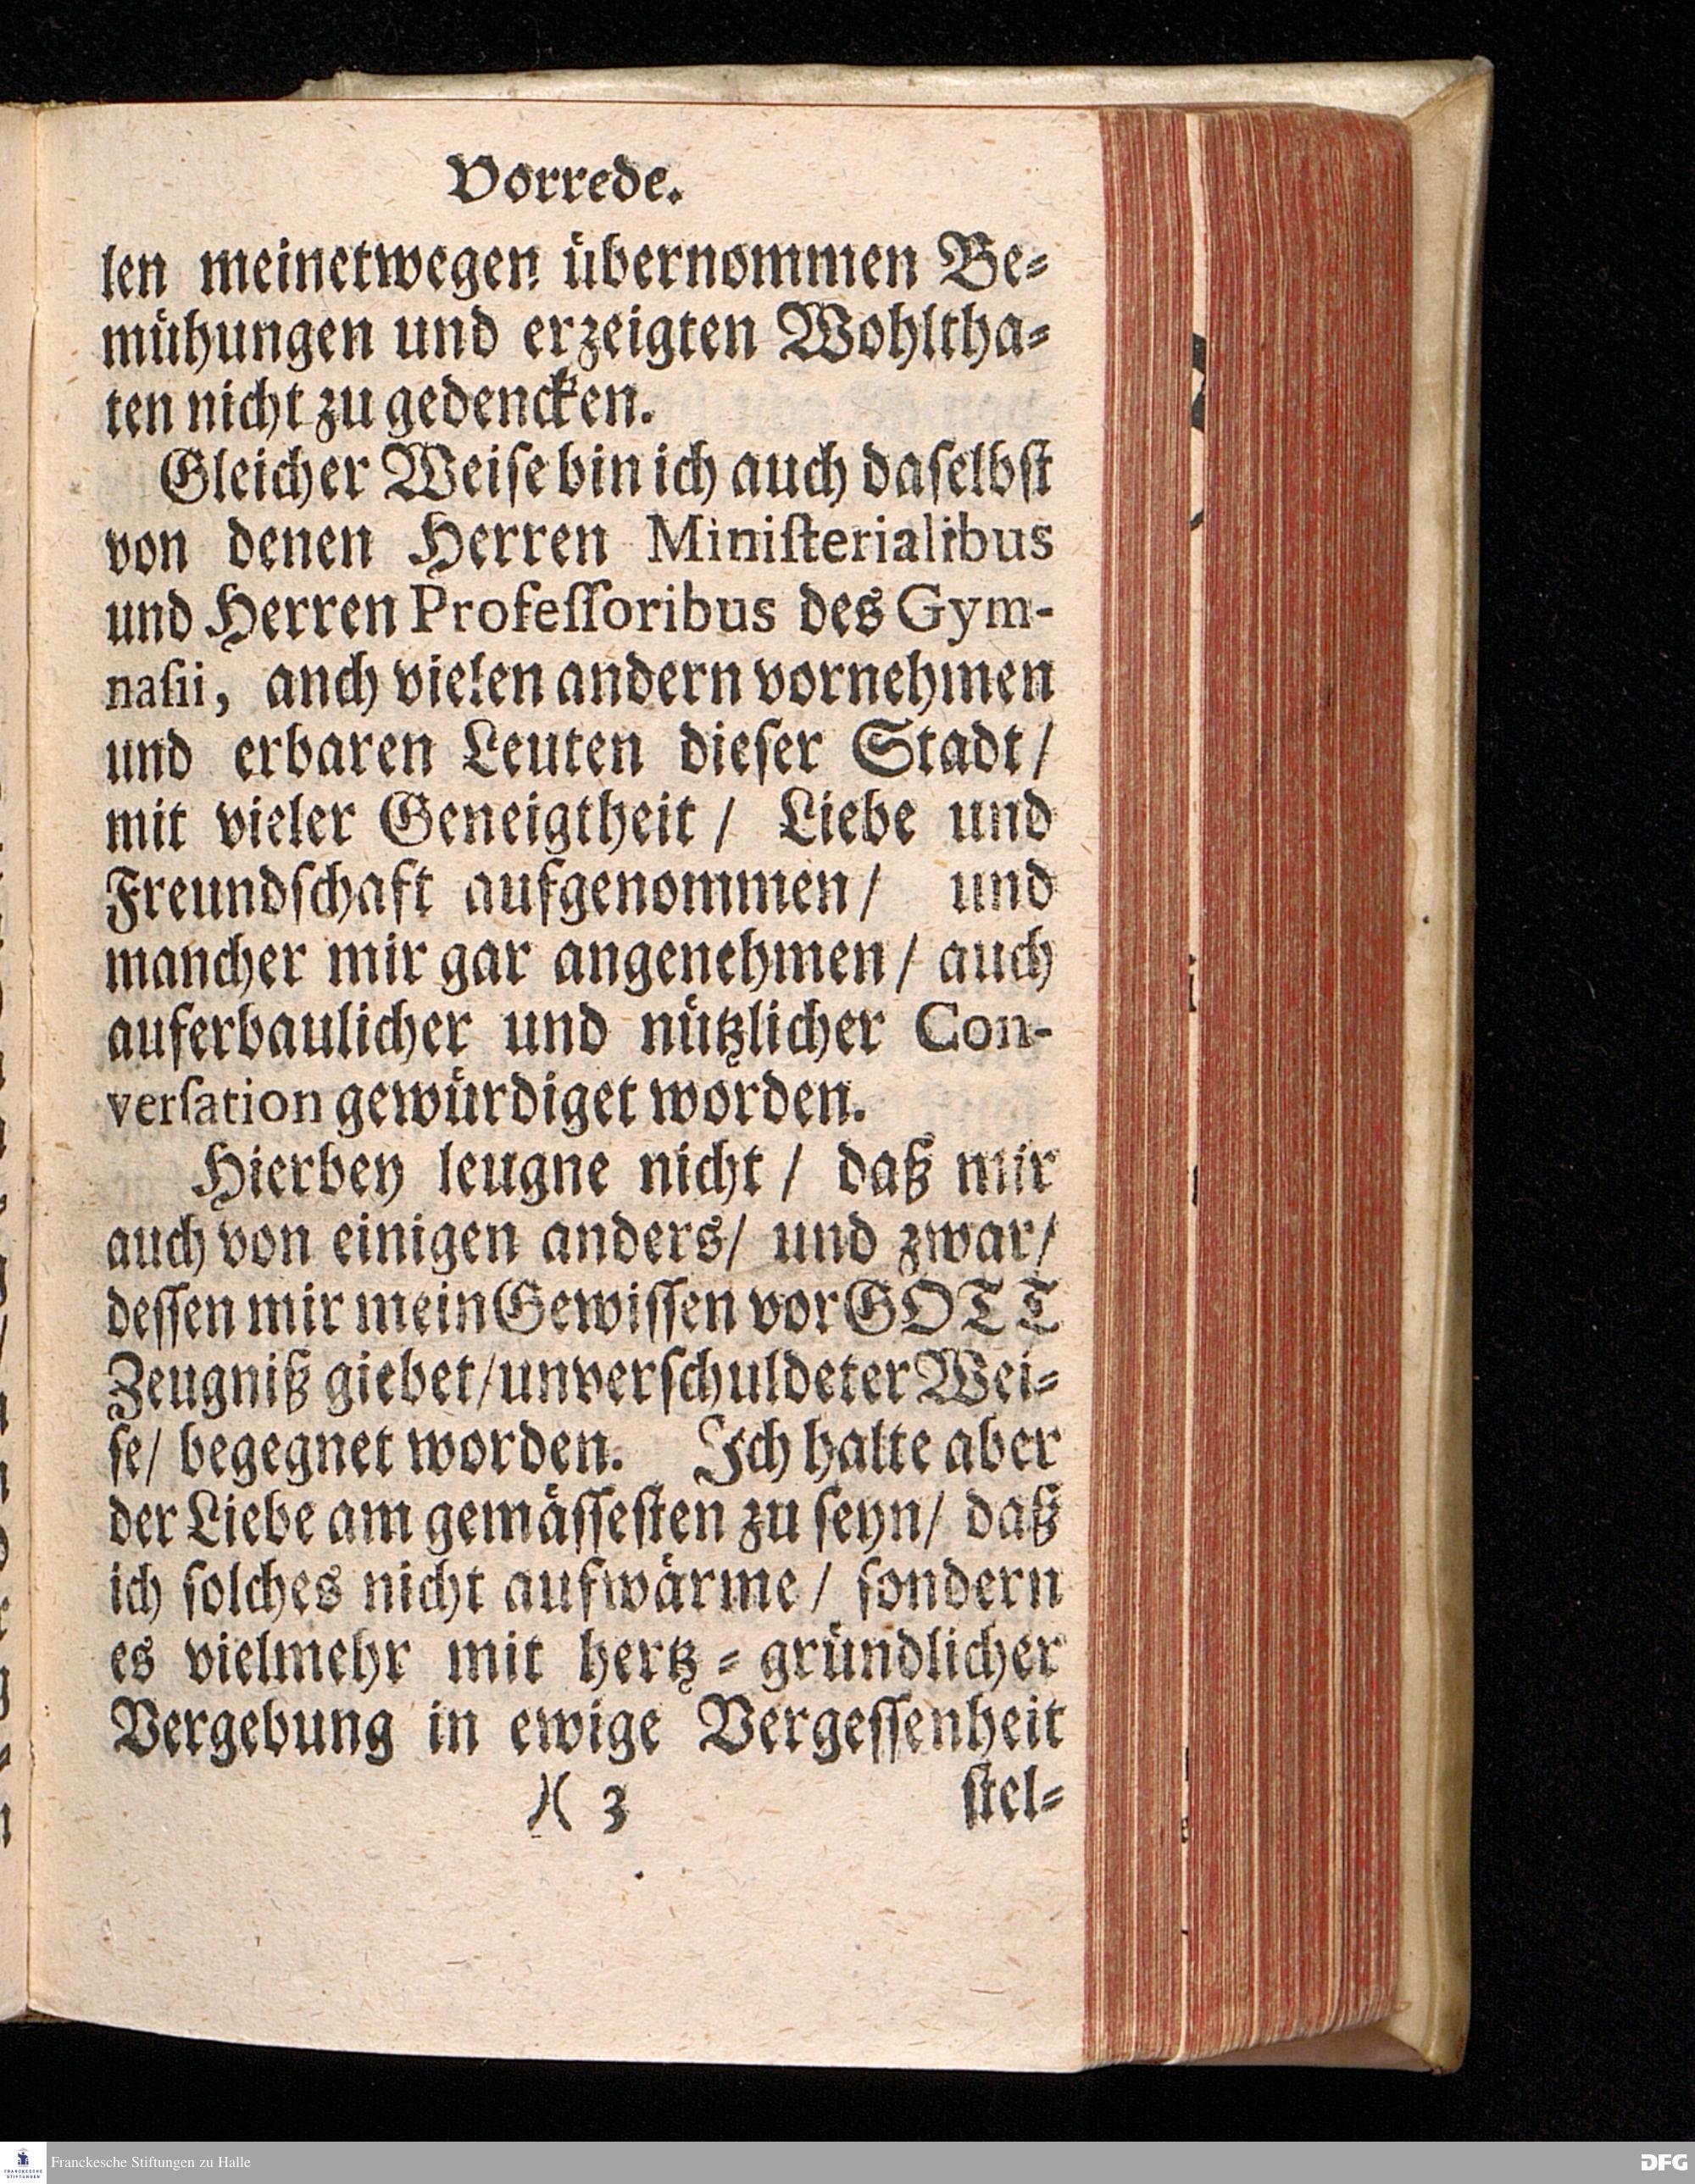 Vorrede.
len meinetwegen übernommen Be⸗
mühungen und erzeigten Wohltha⸗
ten nicht zu gedencken.
Gleicher Weiſe bin ich auch daſelbſt
von denen Herren Miniſterialibus
und Herren Profeſſoribus des Gym-
naſii, anch vielen andern vornehmen
und erbaren Leuten dieſer Stadt/
mit vieler Geneigtheit / Liebe und
Freundſchaft aufgenommen/ und
mancher mir gar angenehmen/ auch
auferbaulicher und nützlicher Con-
verſation gewürdiget worden.
Hierbey leugne nicht / daß mir
auch von einigen anders/ und zwar/
deſſen mir mein Gewiſſen vor GOTT
Zeugniß giebet/unverſchuldeter Wei⸗
ſe/ begegnet worden. Ich halte aber
der Liebe am gemäſſeſten zu ſeyn/ daß
ich ſolches nicht aufwärme/ ſondern
es vielmehr mit hertz⸗gründlicher
Vergebung in ewige Vergeſſenheit
)( 3 ſtel⸗
Franckesche Stiftungen zu Halle
FRANCKESCHE STIFTUNGEN
DFG